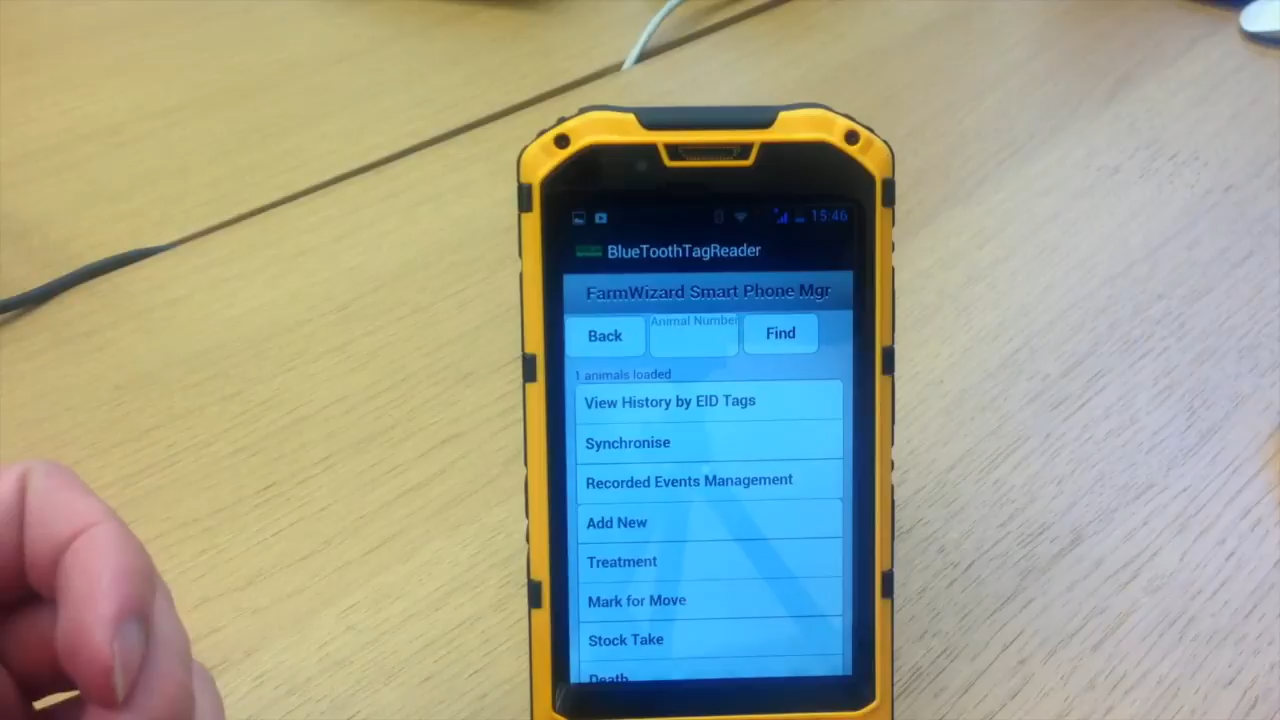 15:46
BlueToothTagReader
FarmWizard Smart Phone Mgr
Back
Animal Number
Find
1 animals loaded
View History by EID Tags
Synchronise
Recorded Events Management
Add New
Treatment
Mark for Move
Stock Take
Death